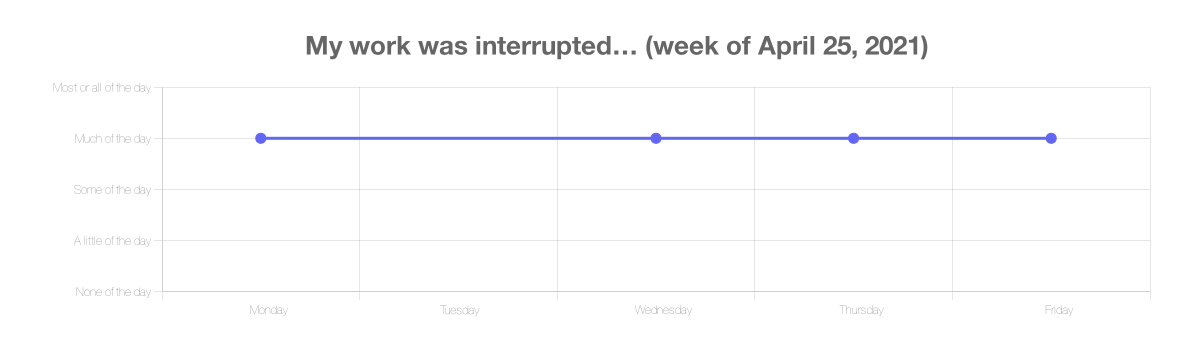 My work was interrupted… (week of April 25, 2021)
Most or all of the day
Much of the day
Some of the day
A little of the day
None of the day
Monday Tuesday Wednesday Thursday Friday